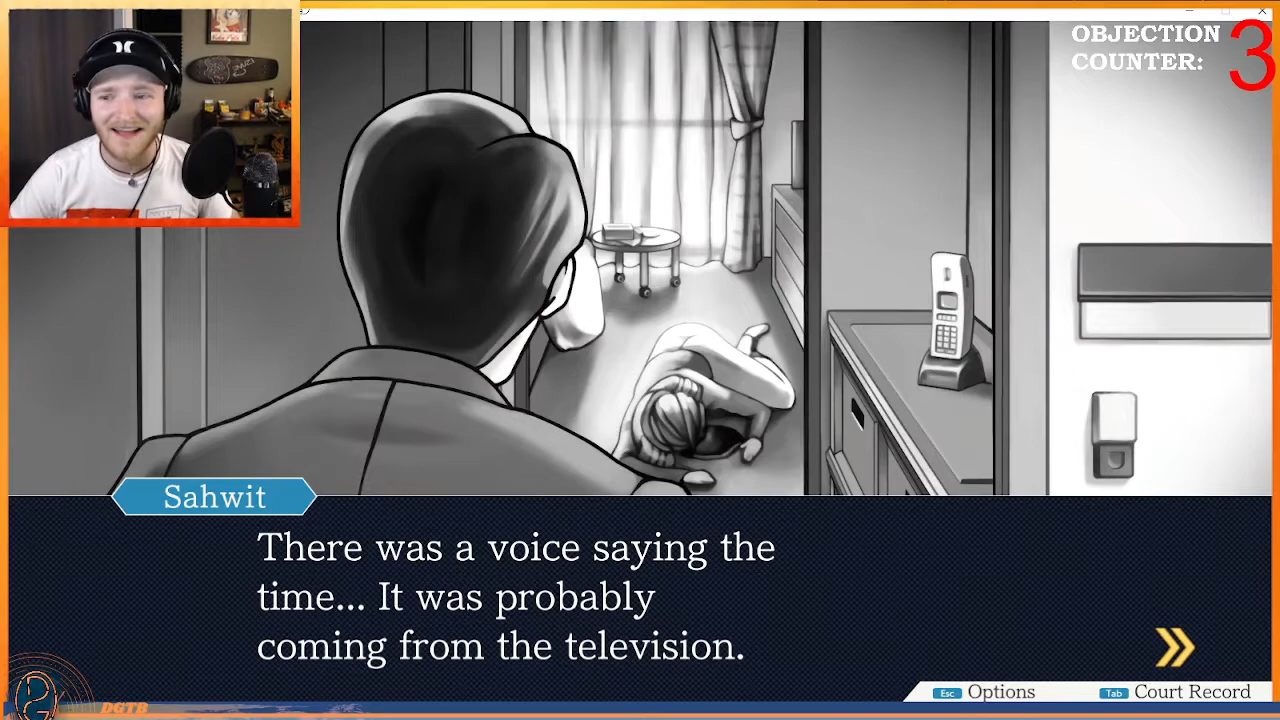 OBJECTION
COUNTER: 3
Sahwit
There was a voice saying the
time... It was probably
coming from the television.
Esc Options
Tab Court Record
DGTB